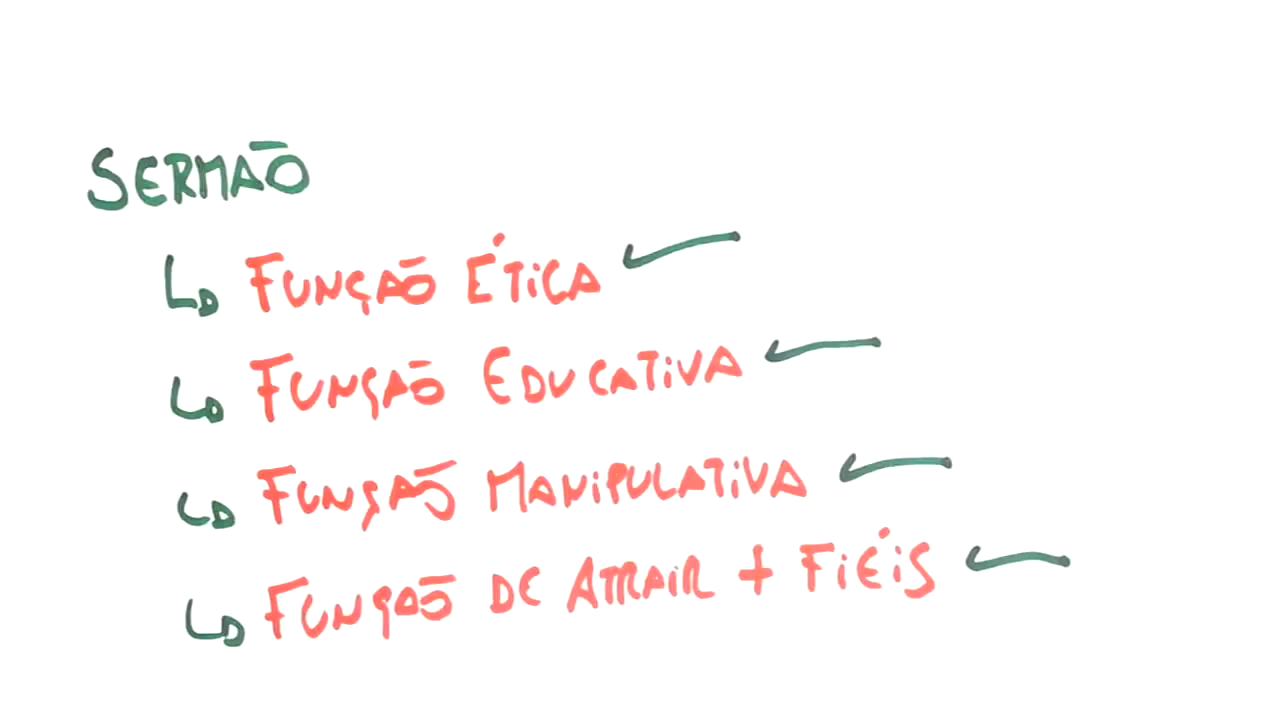 SERMÃO
FUNÇÃO ÉTiCA
FUNÇÃO EDUCATiVA
FUNÇÃO MANiPULATiVA
FUNÇÃO DE ATRAiR + FiÉiS